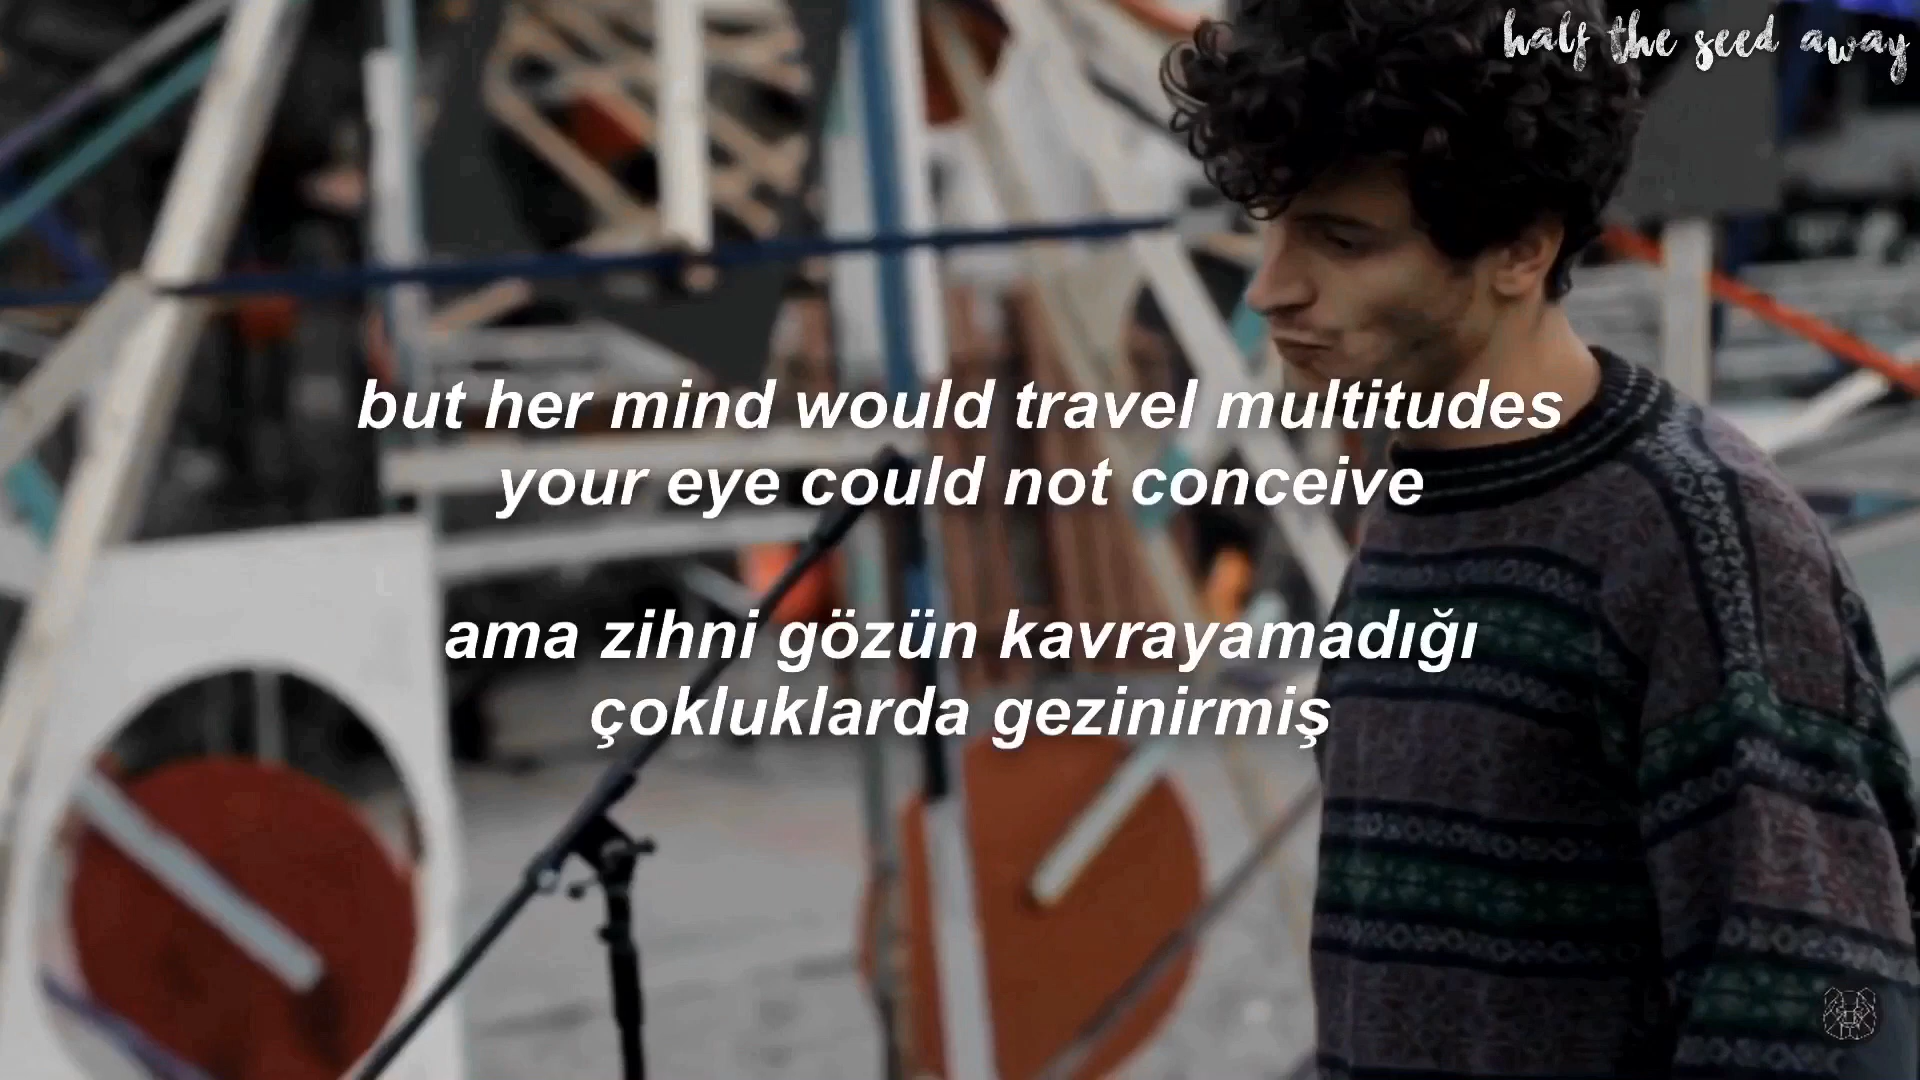 half the seed away
but her mind would travel multitudes
your eye could not conceive
ama zihni gözün kavrayamadığı
çokluklarda gezinirmiş